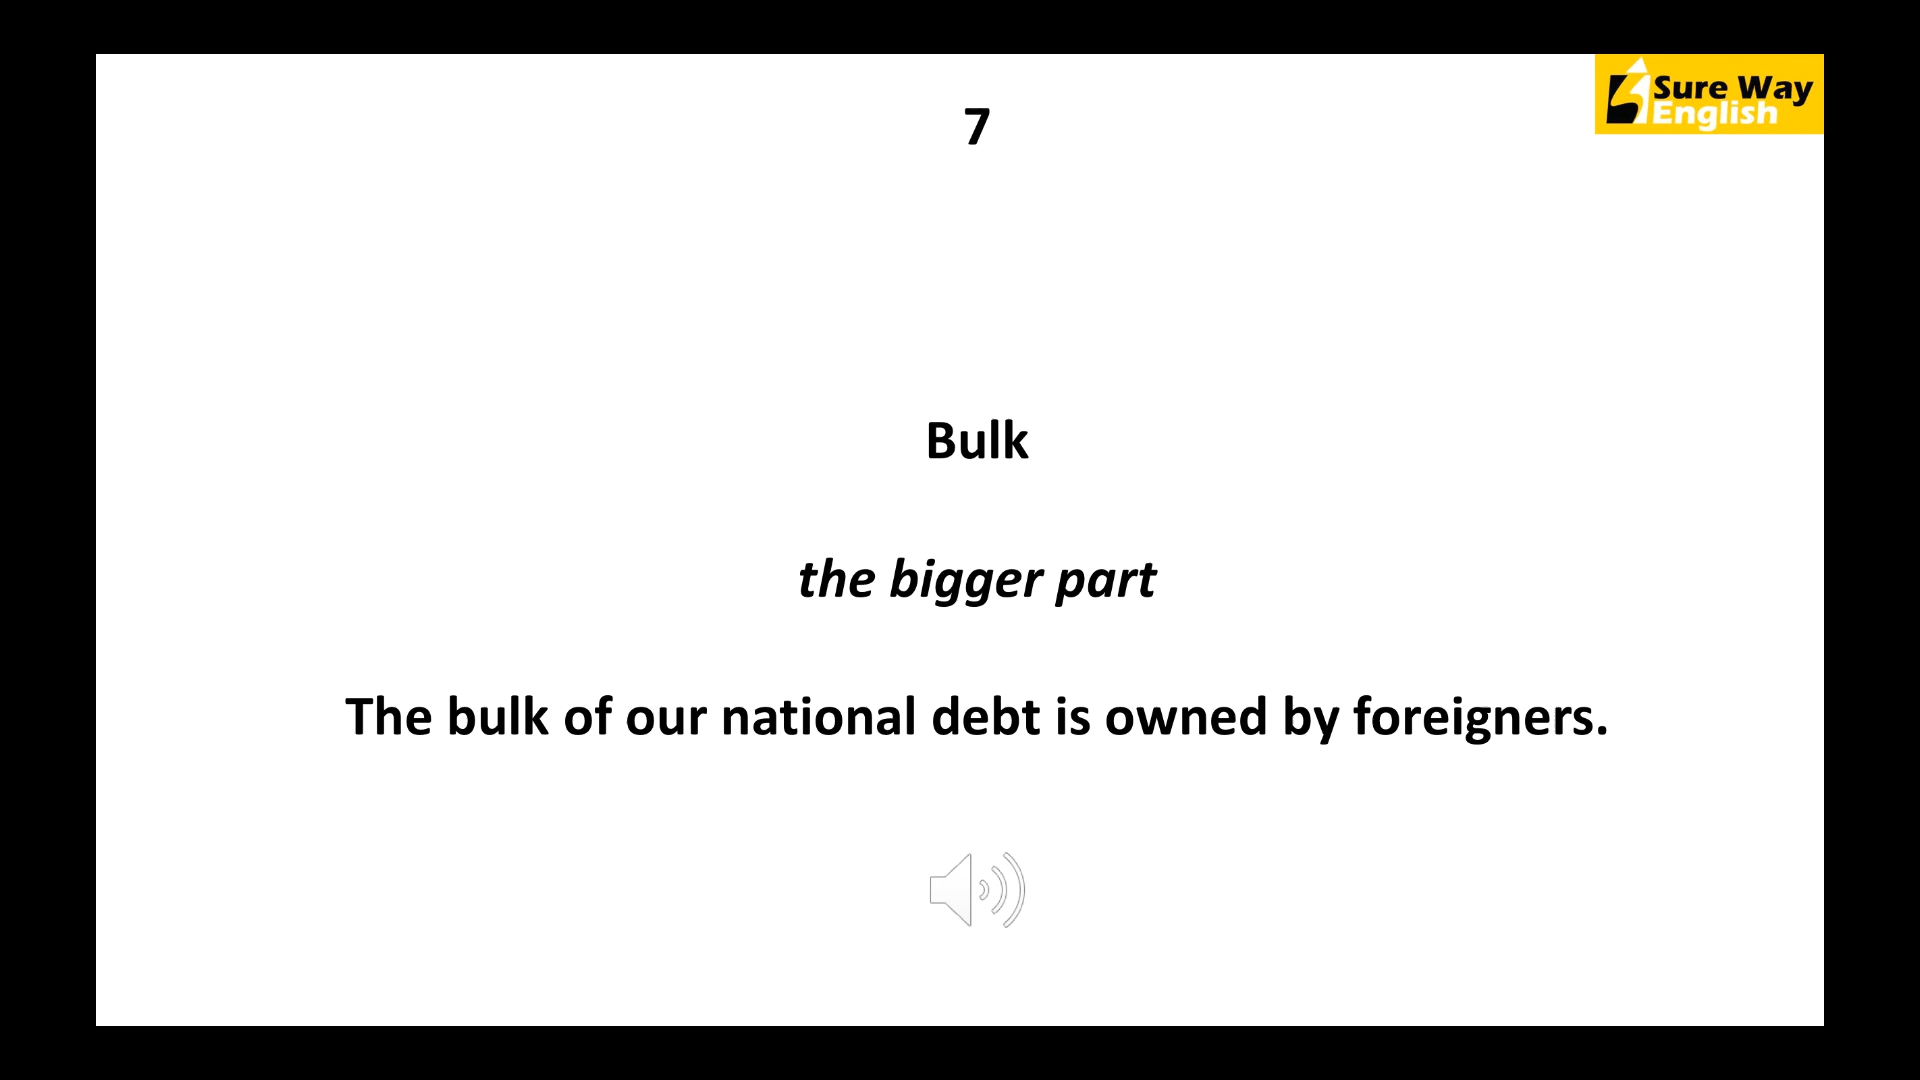 Sure Way
English
7
Bulk
the bigger part
The bulk of our national debt is owned by foreigners.